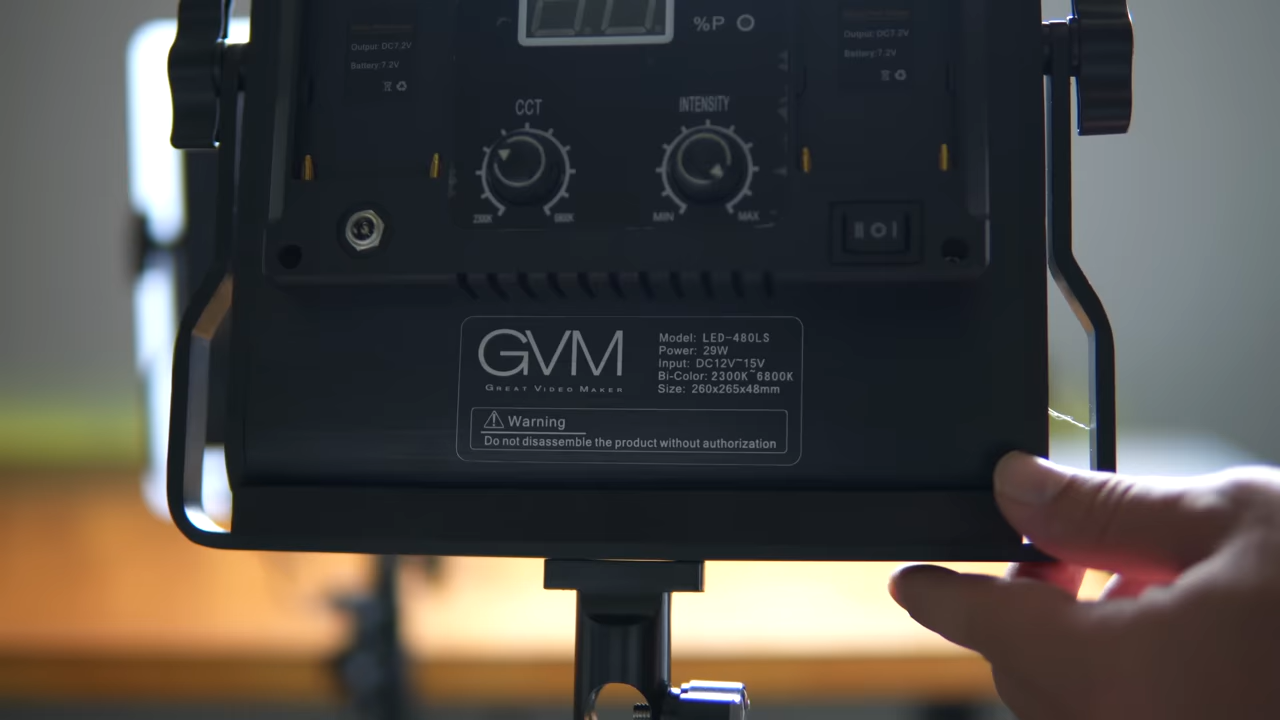 %P
Output: DC7.2V
Battery:7.2V
Output: DC7.2V
Battery:7.2V
CCT
INTENSITY
2300K
6800K
MIN
MAX
GVM
GREAT VIDEO MAKER
Model: LED-480LS
Power: 29W
Input: DC12V~15V
Bi-Color: 2300K~6800K
Size: 260x265x48mm
Warning
Do not disassemble the product without authorization